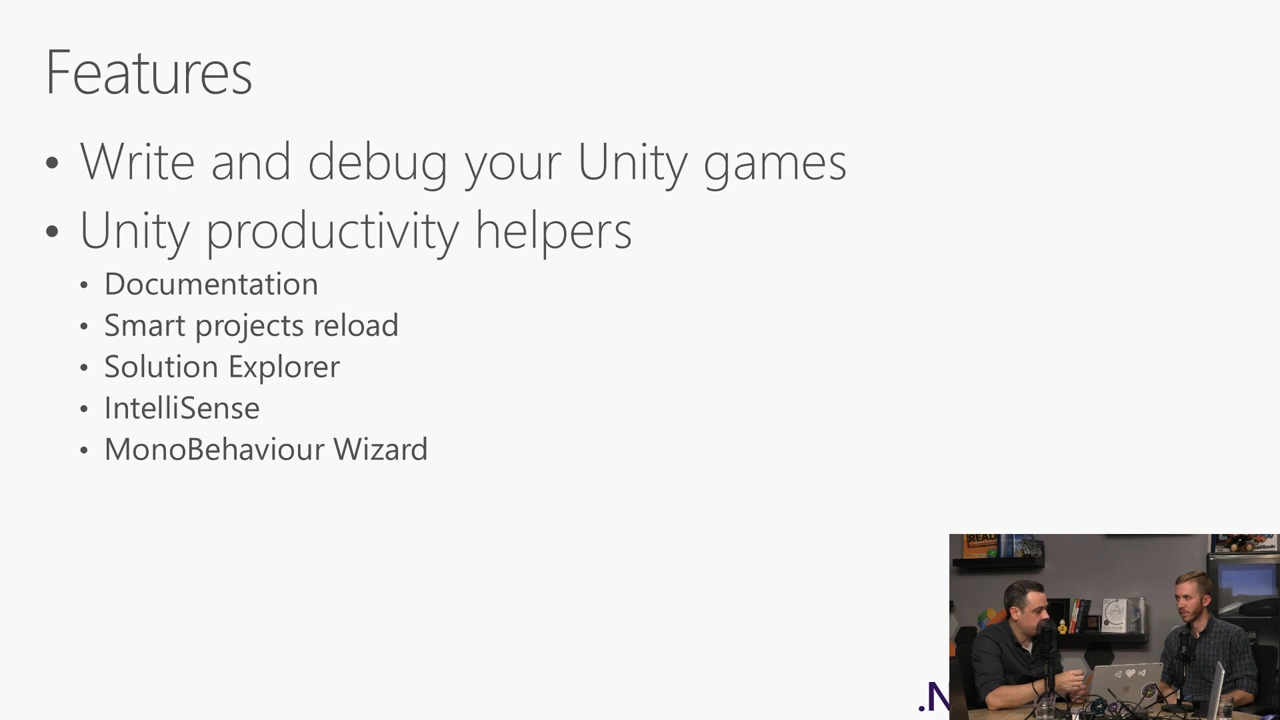 Features
• Write and debug your Unity games
• Unity productivity helpers
• Documentation
• Smart projects reload
• Solution Explorer
• IntelliSense
• MonoBehaviour Wizard
.N
READ